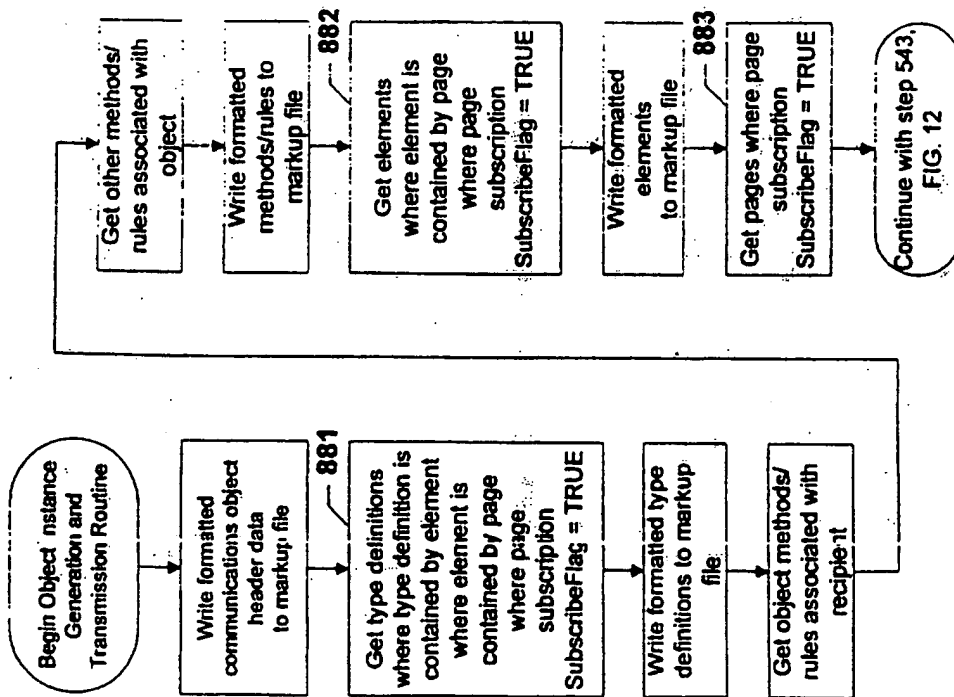 Begin Object nstance
Generation and
Transmission Routine
Write formatted
communications object
header data
to markup file
881
Get type definitions
where type definition is
contained by element
where element is
contained by page
where page
subscription
SubscribeFlag = TRUE
Write formatted type
definitions to markup
file
Get object methods/
rules associated with
recipient
Get other methods/
rules associated with
object
Write formatted
methods/rules to
markup file
882
Get elements
where element is
contained by page
where page
subscription
SubscribeFlag = TRUE
Write formatted
elements
to markup file
883
Get pages where page
subscription
SubscribeFlag = TRUE
Continue with step 543,
FIG. 12